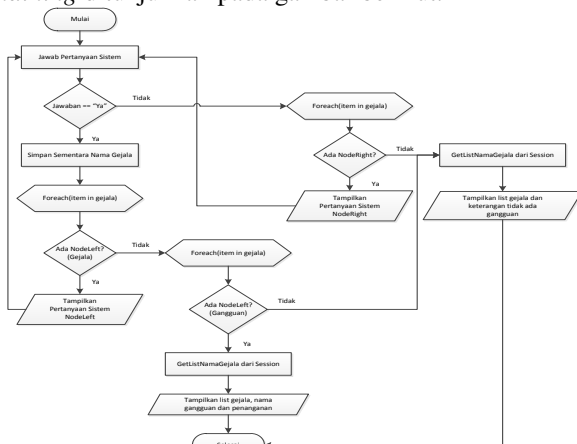 Mulai
Jawab Pertanyaan Sistem
Jawaban == "Ya"
Tidak
Foreach(item in gejala)
Ya
Simpan Sementara Nama Gejala
Ada NodeRight?
Tidak
GetListNamaGejala dari Session
Ya
Foreach(item in gejala)
Tampilkan
Pertanyaan Sistem
NodeRight
Tampilkan list gejala dan
keterangan tidak ada
gangguan
Ada NodeLeft?
(Gejala)
Tidak
Foreach(item in gejala)
Ya
Tampilkan
Pertanyaan Sistem
NodeLeft
Ada NodeLeft?
(Gangguan)
Tidak
Ya
GetListNamaGejala dari Session
Tampilkan list gejala, nama
gangguan dan penanganan